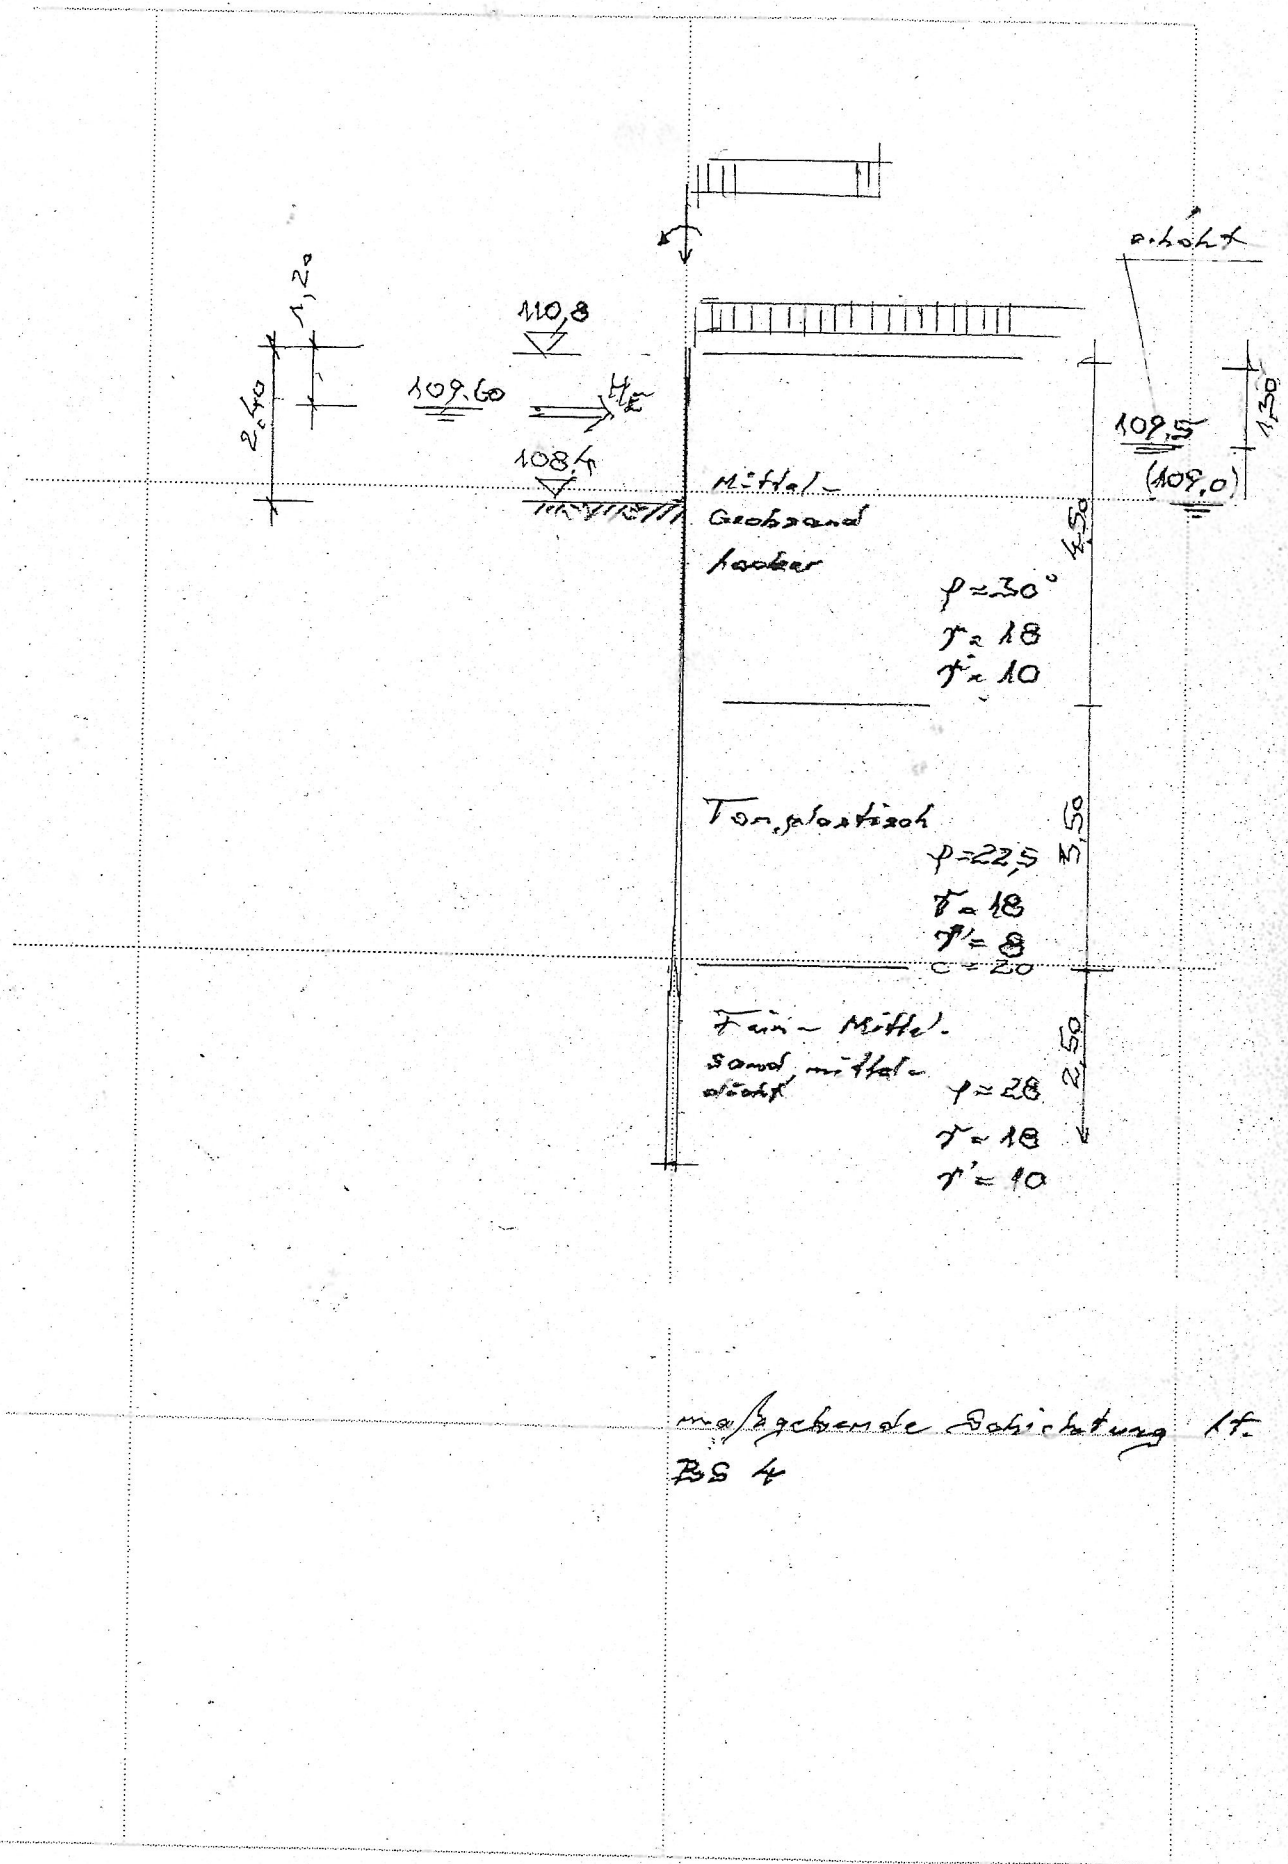 erhöht
1,20
110,8
2.40
109.60
H_E
109,5
1,30
108,4
(109,0)
Mittel-
Grobsand
locker
4,50
φ=30°
γ= 18
γ'= 10
Ton, plastisch
3,50
φ=22,5
γ= 18
γ'= 8
c = 20
Fein- Mittel-
sand, mittel-
dicht
2,50
φ=28
γ= 18
γ'= 10
maßgebende Schichtung lt.
BS 4